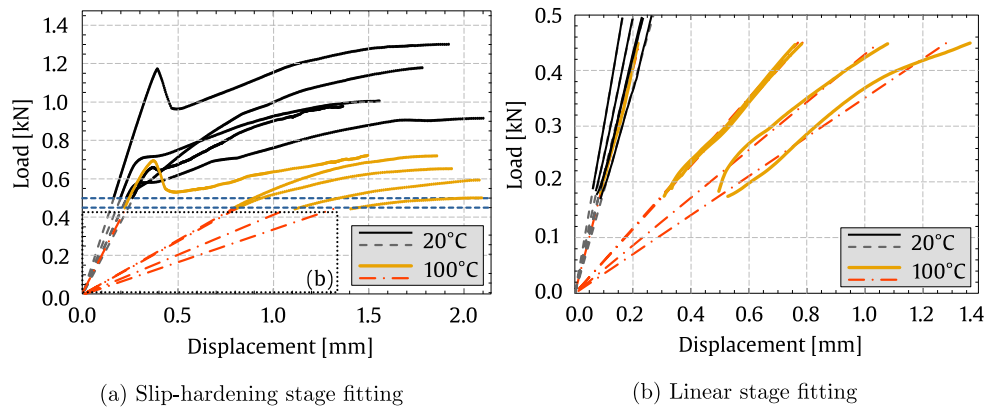 1.4
1.2
1.0
0.8
0.6
0.4
0.2
0.0
Load [kN]
0.0
0.5
1.0
1.5
2.0
Displacement [mm]
(b)
20°C
100°C
(a) Slip-hardening stage fitting
0.5
0.4
0.3
0.2
0.1
0.0
Load [kN]
0.0
0.2
0.4
0.6
0.8
1.0
1.2
1.4
Displacement [mm]
20°C
100°C
(b) Linear stage fitting